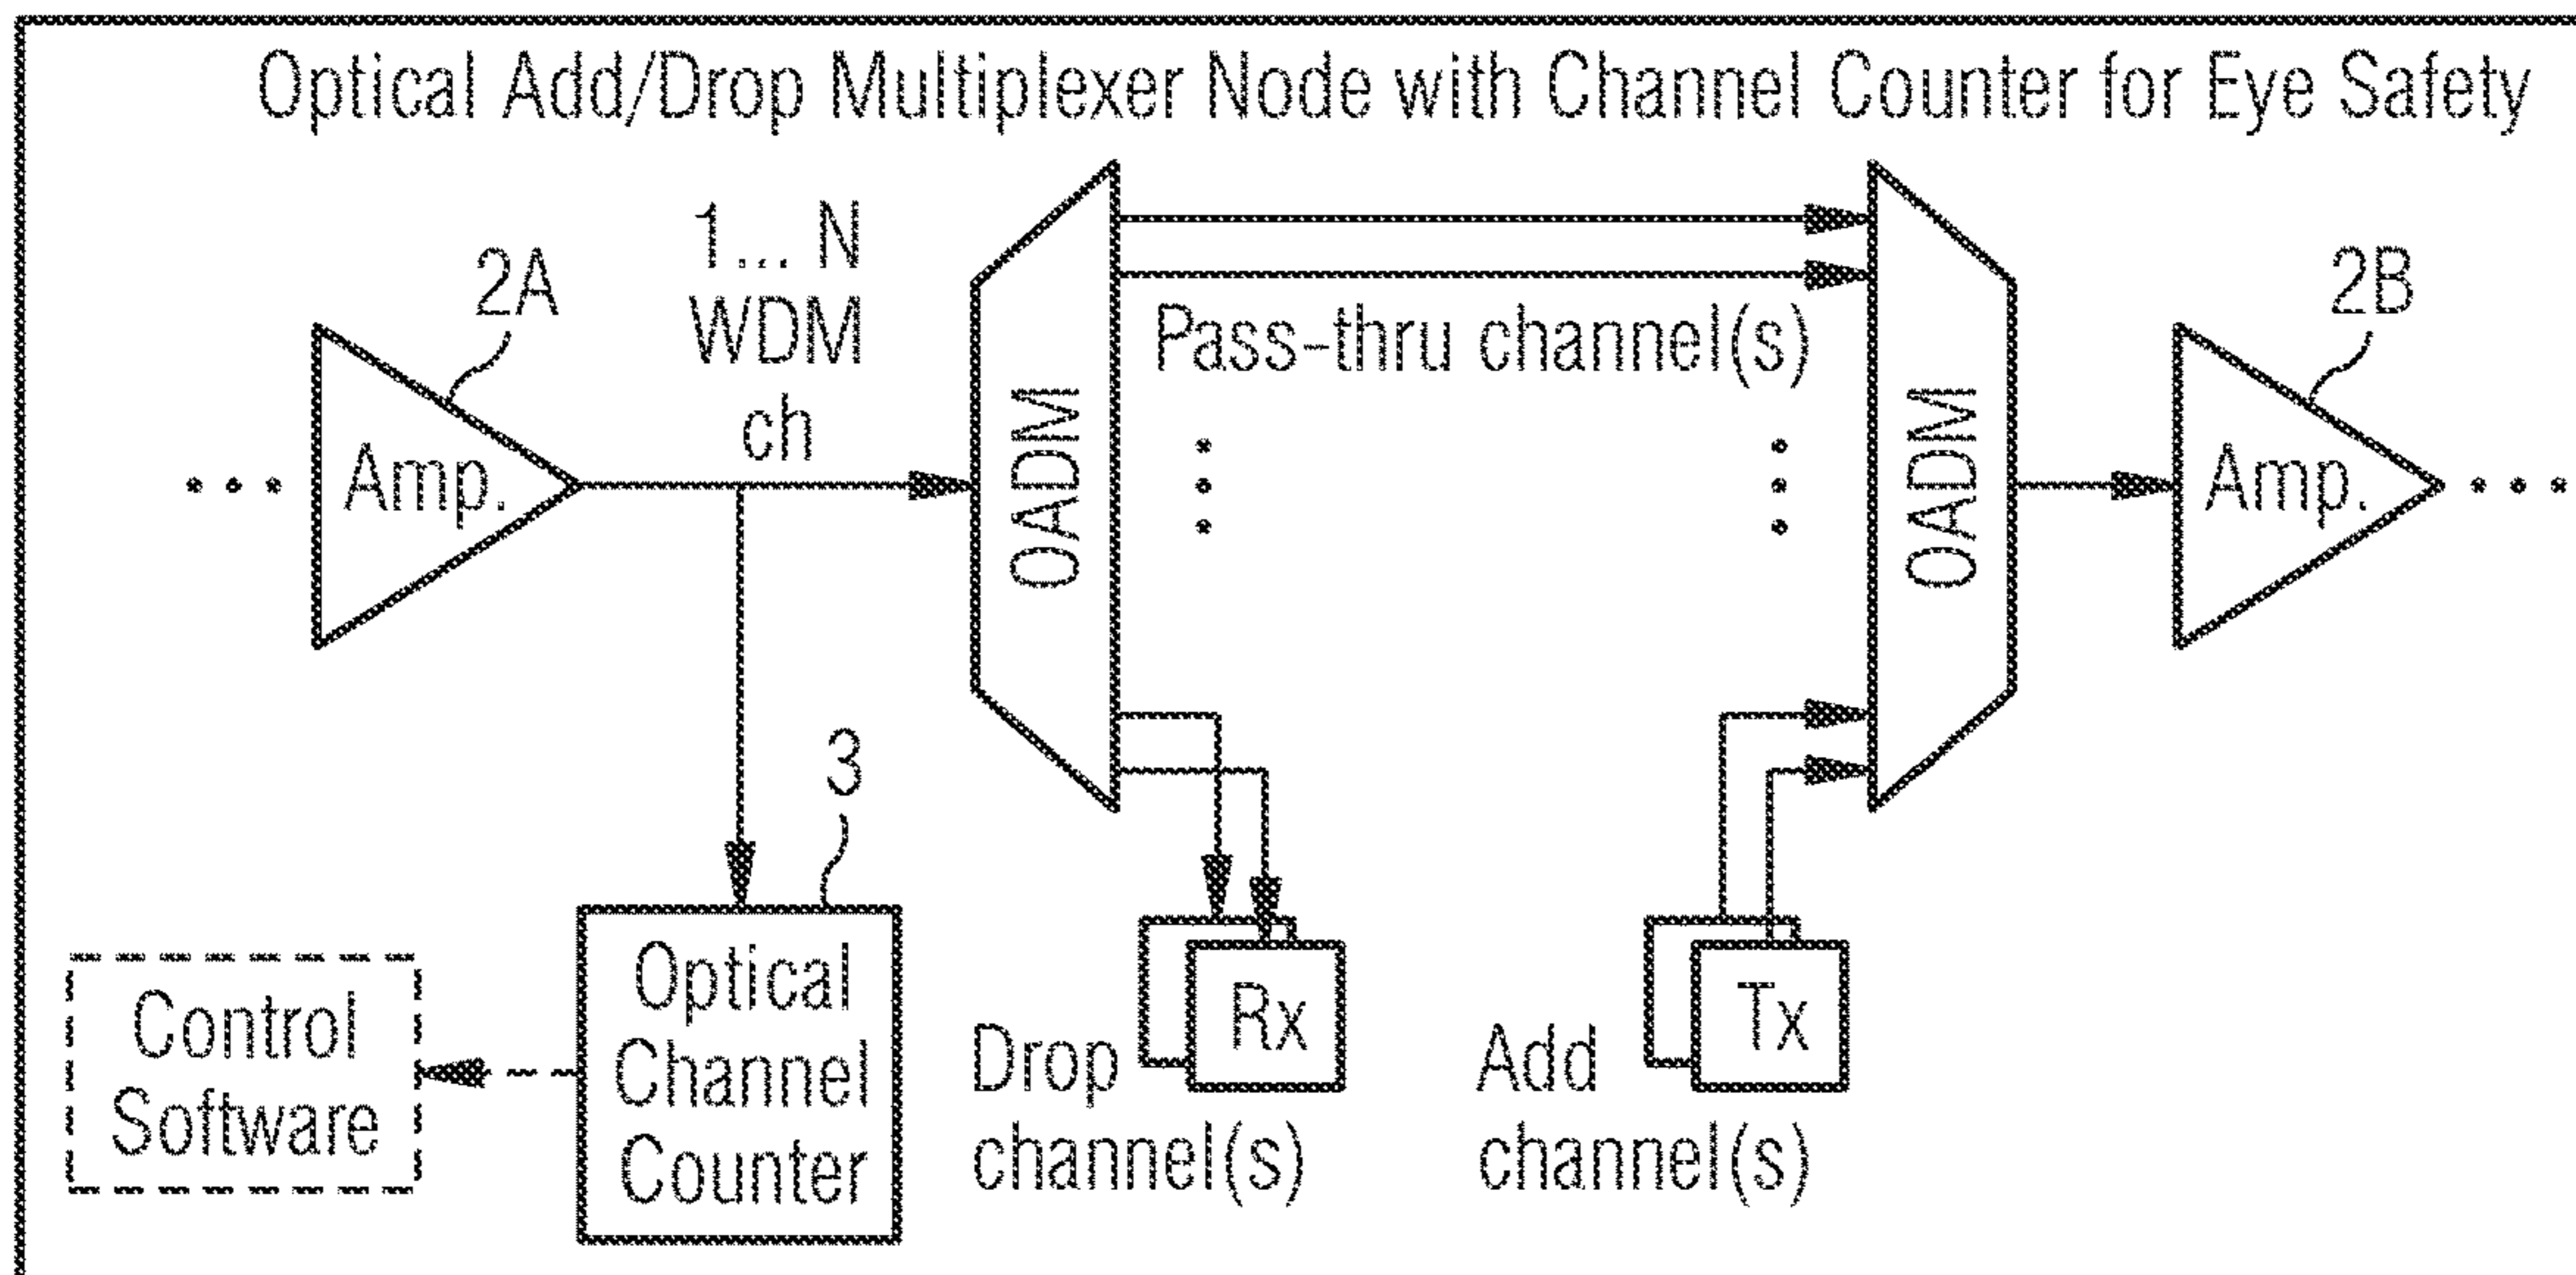 Optical Add/Drop Multiplexer Node with Channel Counter for Eye Safety
2A
1... N
WDM
ch
Amp.
OADM
Pass-thru channel(s)
OADM
2B
Amp.
3
Control
Software
Optical
Channel
Counter
Drop
channel(s)
Rx
Add
channel(s)
Tx